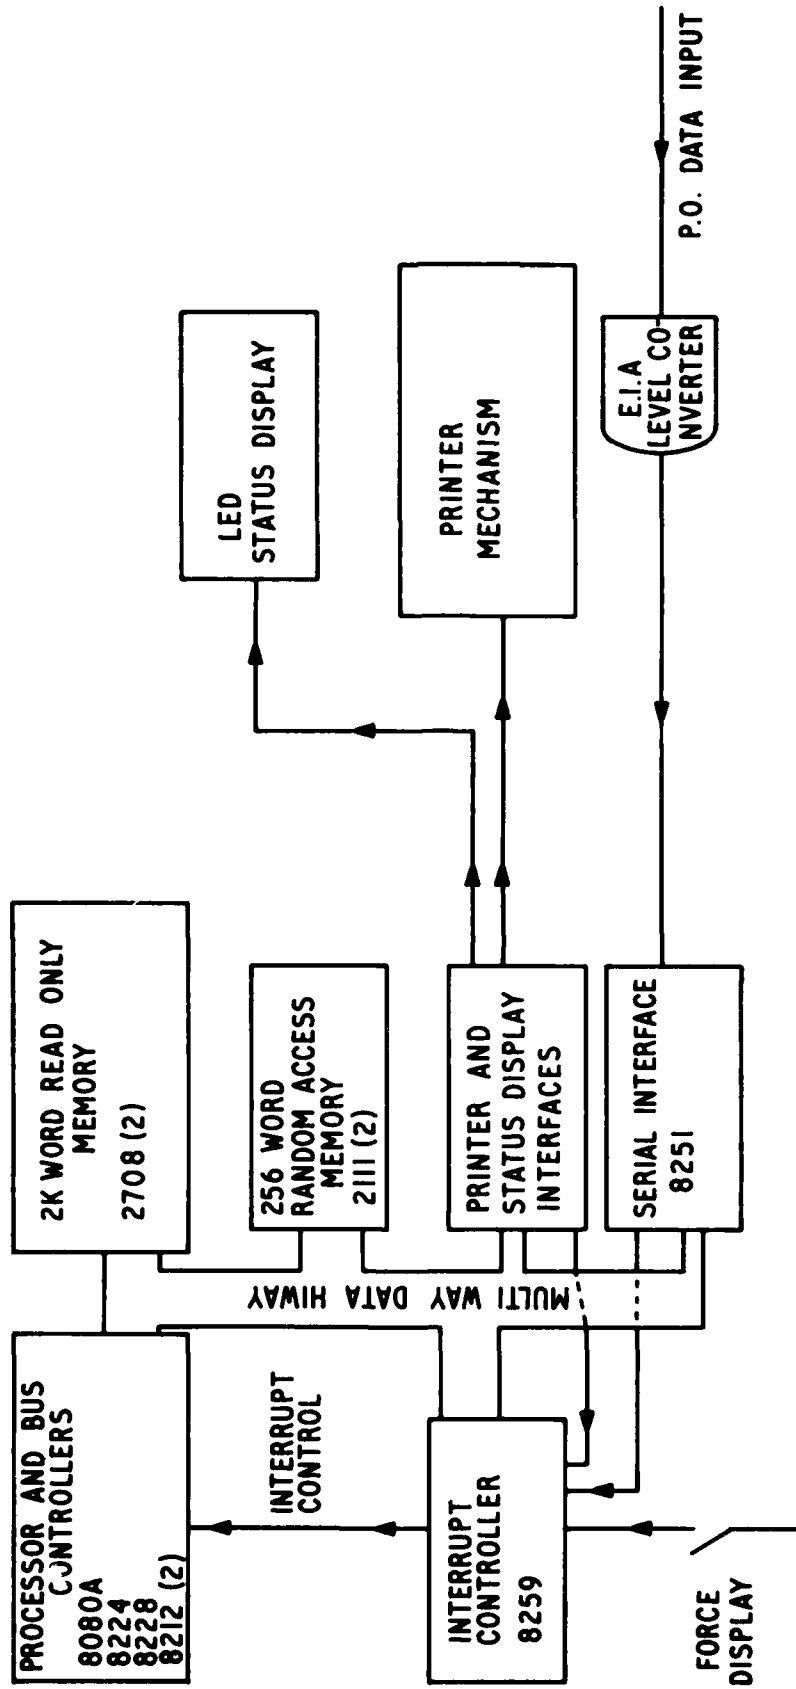 PROCESSOR AND BUS
CONTROLLERS
8080A
8224
8228
8212 (2)
2K WORD READ ONLY
MEMORY
2708 (2)
INTERRUPT
CONTROL
MULTI WAY DATA HIWAY
256 WORD
RANDOM ACCESS
MEMORY
2111 (2)
LED
STATUS DISPLAY
INTERRUPT
CONTROLLER
8259
PRINTER AND
STATUS DISPLAY
INTERFACES
PRINTER
MECHANISM
SERIAL INTERFACE
8251
E.I.A
LEVEL CO
NVERTER
P.O. DATA INPUT
FORCE
DISPLAY